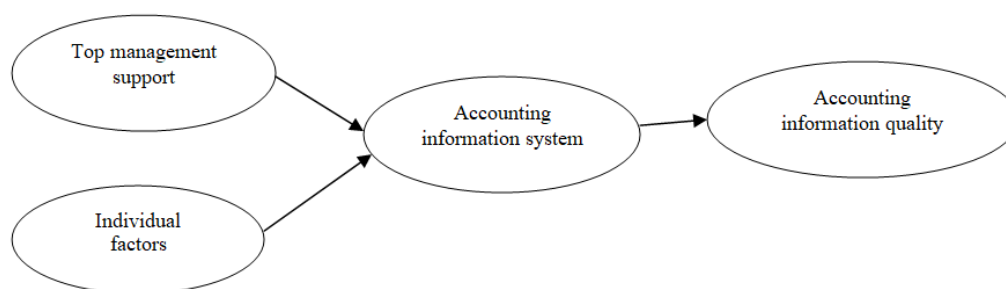 Top management
support
Accounting
information system
Accounting
information quality
Individual
factors